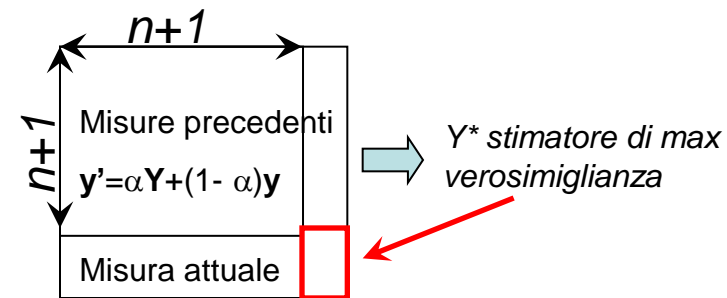 n+1
n+1
Misure precedenti
y'=αY+(1- α)y
Misura attuale
Y* stimatore di max
verosimiglianza